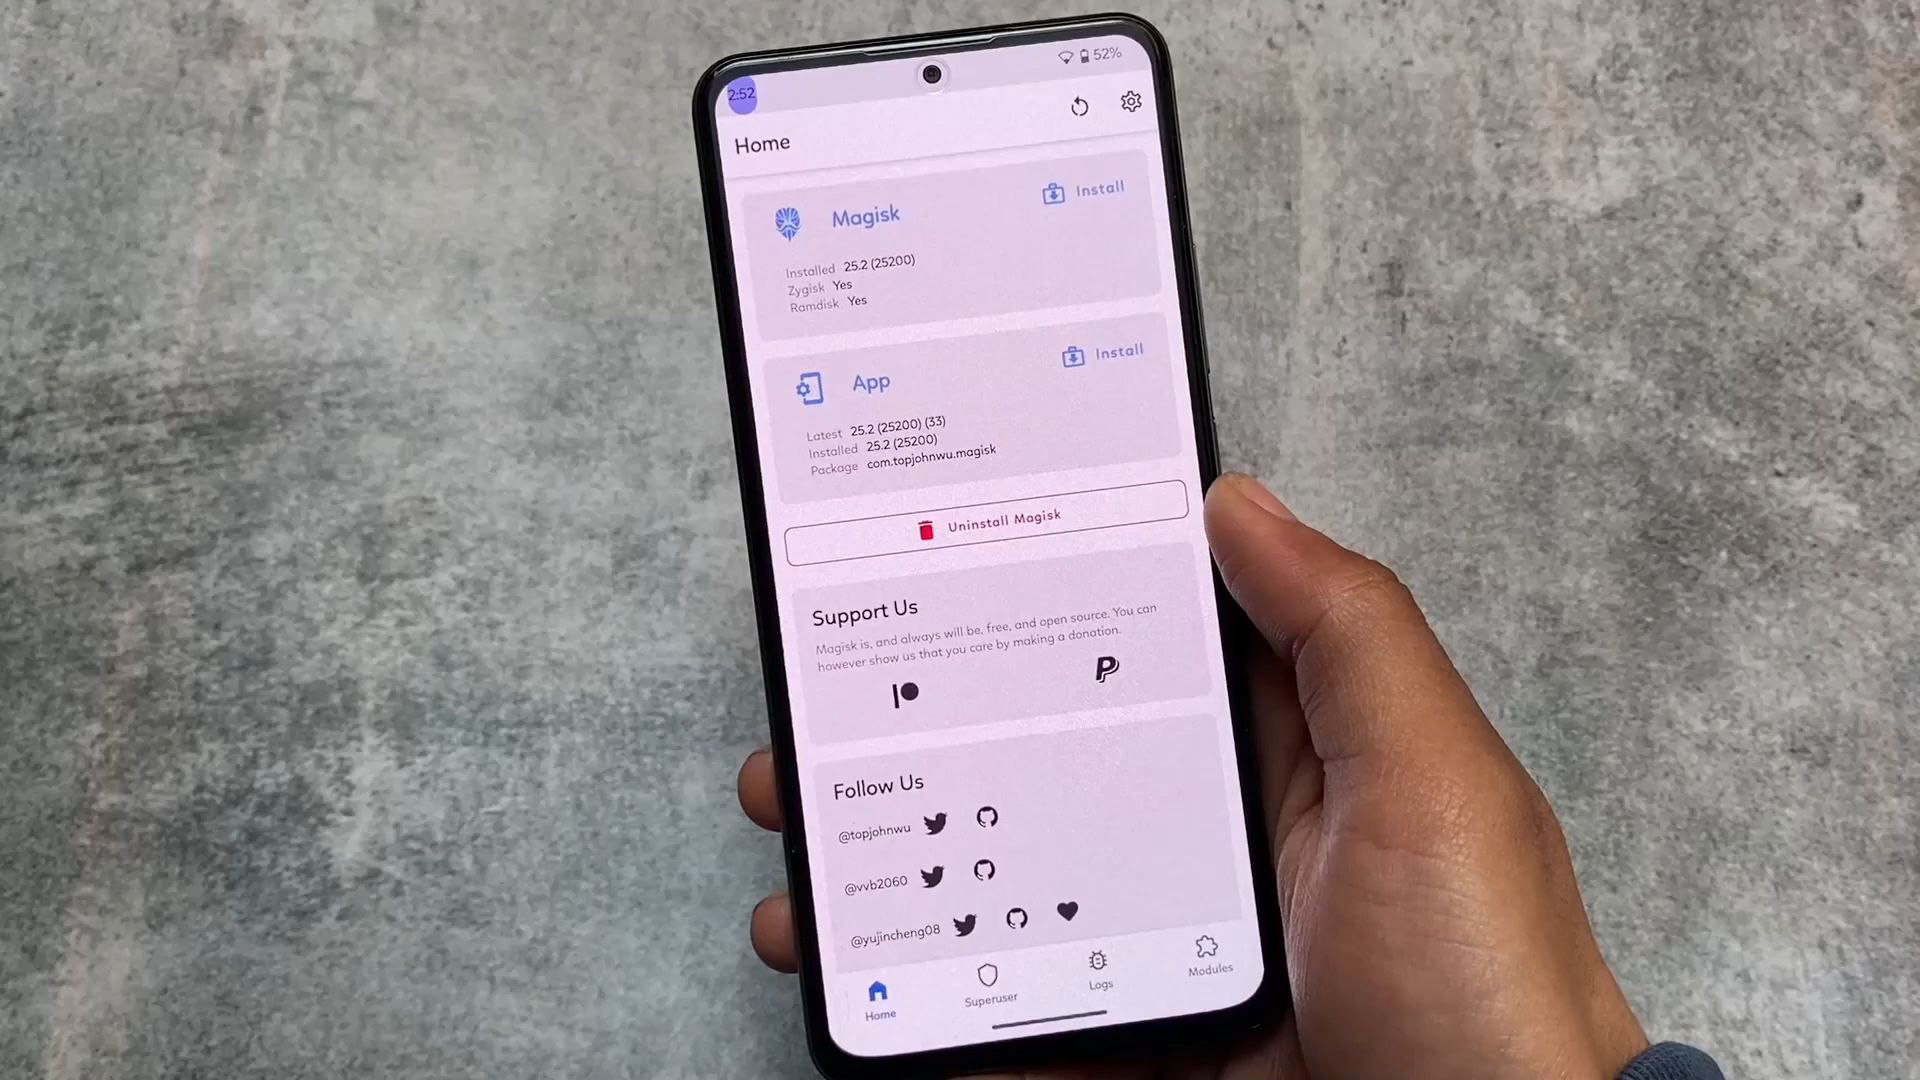 2:52
52%
Home
Magisk
Install
Installed 25.2 (25200)
Zygisk Yes
Ramdisk Yes
App
Install
Latest 25.2 (25200) (33)
Installed 25.2 (25200)
Package com.topjohnwu.magisk
Uninstall Magisk
Support Us
Magisk is, and always will be, free, and open source. You can
however show us that you care by making a donation.
Follow Us
@topjohnwu
@vvb2060
@yujincheng08
Home
Superuser
Logs
Modules